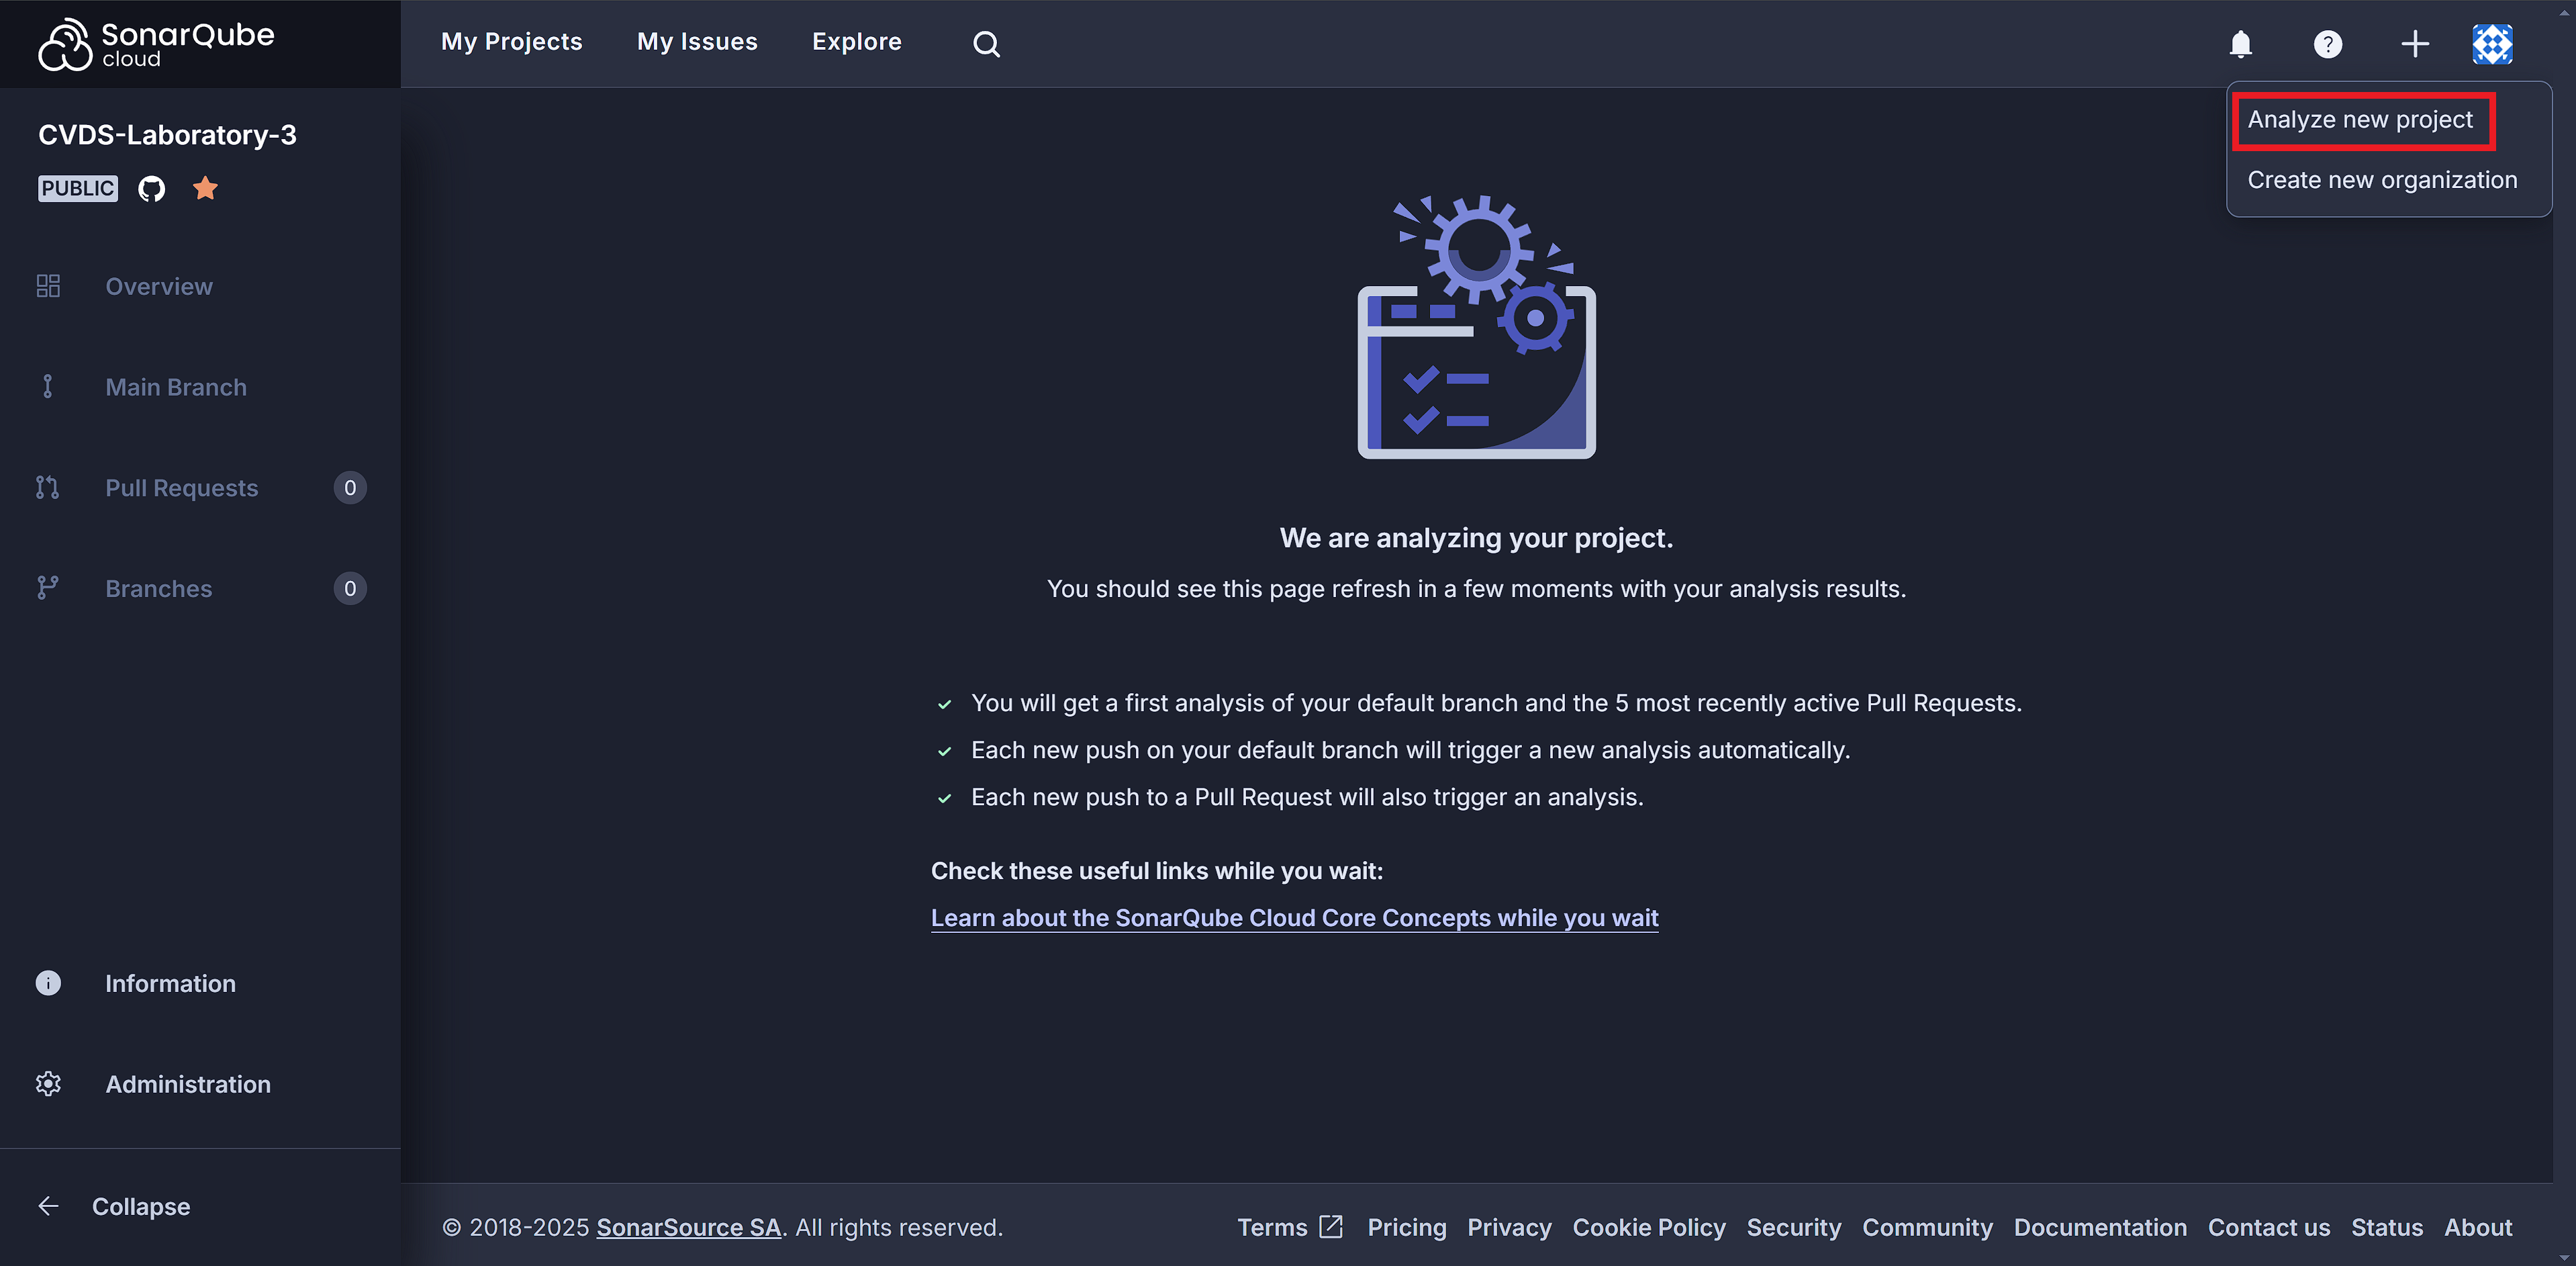 SonarQube
cloud
My Projects
My Issues
Explore
?
Analyze new project
Create new organization
CVDS-Laboratory-3
PUBLIC
Overview
Main Branch
Pull Requests
0
Branches
0
We are analyzing your project.
You should see this page refresh in a few moments with your analysis results.
You will get a first analysis of your default branch and the 5 most recently active Pull Requests.
Each new push on your default branch will trigger a new analysis automatically.
Each new push to a Pull Request will also trigger an analysis.
Check these useful links while you wait:
Learn about the SonarQube Cloud Core Concepts while you wait
Information
Administration
Collapse
© 2018-2025 SonarSource SA. All rights reserved.
Terms
Pricing
Privacy
Cookie Policy
Security
Community
Documentation
Contact us
Status
About